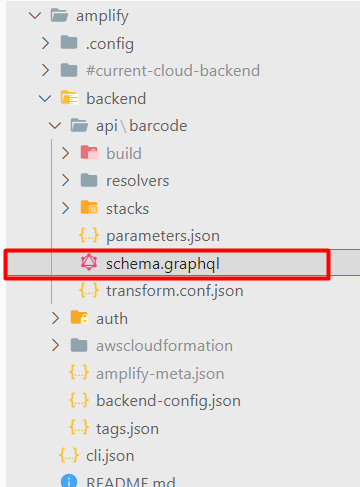 amplify
.config
#current-cloud-backend
backend
api\barcode
build
resolvers
stacks
{..} parameters.json
schema.graphql
{..} transform.conf.json
auth
awscloudformation
{..} amplify-meta.json
{..} backend-config.json
{..} tags.json
{..} cli.json
README.md